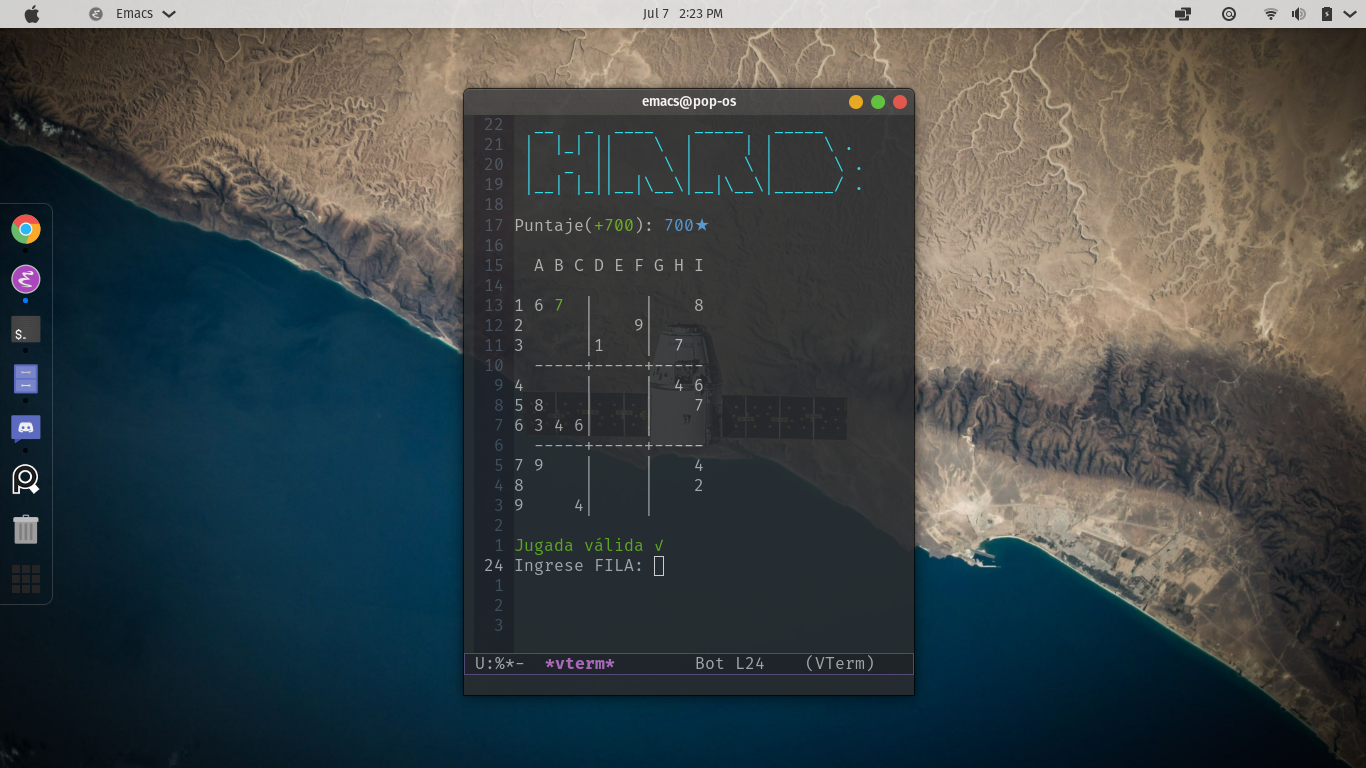 Emacs
Jul 7 2:23 PM
emacs@pop-os
22
21
20
19
HARD:
18
17 Puntaje(+700): 700★
16
15 A B C D E F G H I
14
13 1 6 7 | | 8
12 2 | 9| 
11 3 |1 | 7
10 -----+-----+-----
9 4 | | 4 6
8 5 8 | | 7
7 6 3 4 6| |
6 -----+-----+-----
5 7 9 | | 4
4 8 | | 2
3 9 4| |
2
1 Jugada válida √
24 Ingrese FILA:
1
2
3
U:%*- *vterm* Bot L24 (VTerm)
$.